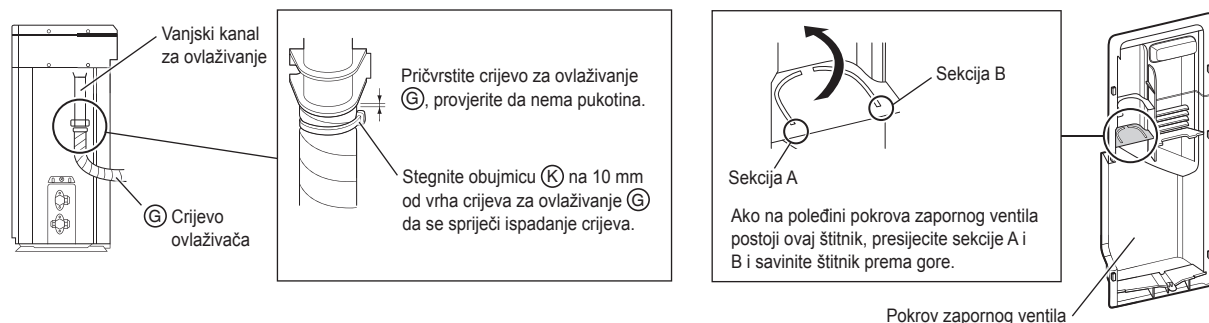 Vanjski kanal
za ovlaživanje
Ⓖ Crijevo
ovlaživača
Pričvrstite crijevo za ovlaživanje
Ⓖ, provjerite da nema pukotina.
Stegnite obujmicu Ⓚ na 10 mm
od vrha crijeva za ovlaživanje Ⓖ
da se spriječi ispadanje crijeva.
Sekcija B
Sekcija A
Ako na poleđini pokrova zapornog ventila
postoji ovaj štitnik, presijecite sekcije A i
B i savinite štitnik prema gore.
Pokrov zapornog ventila